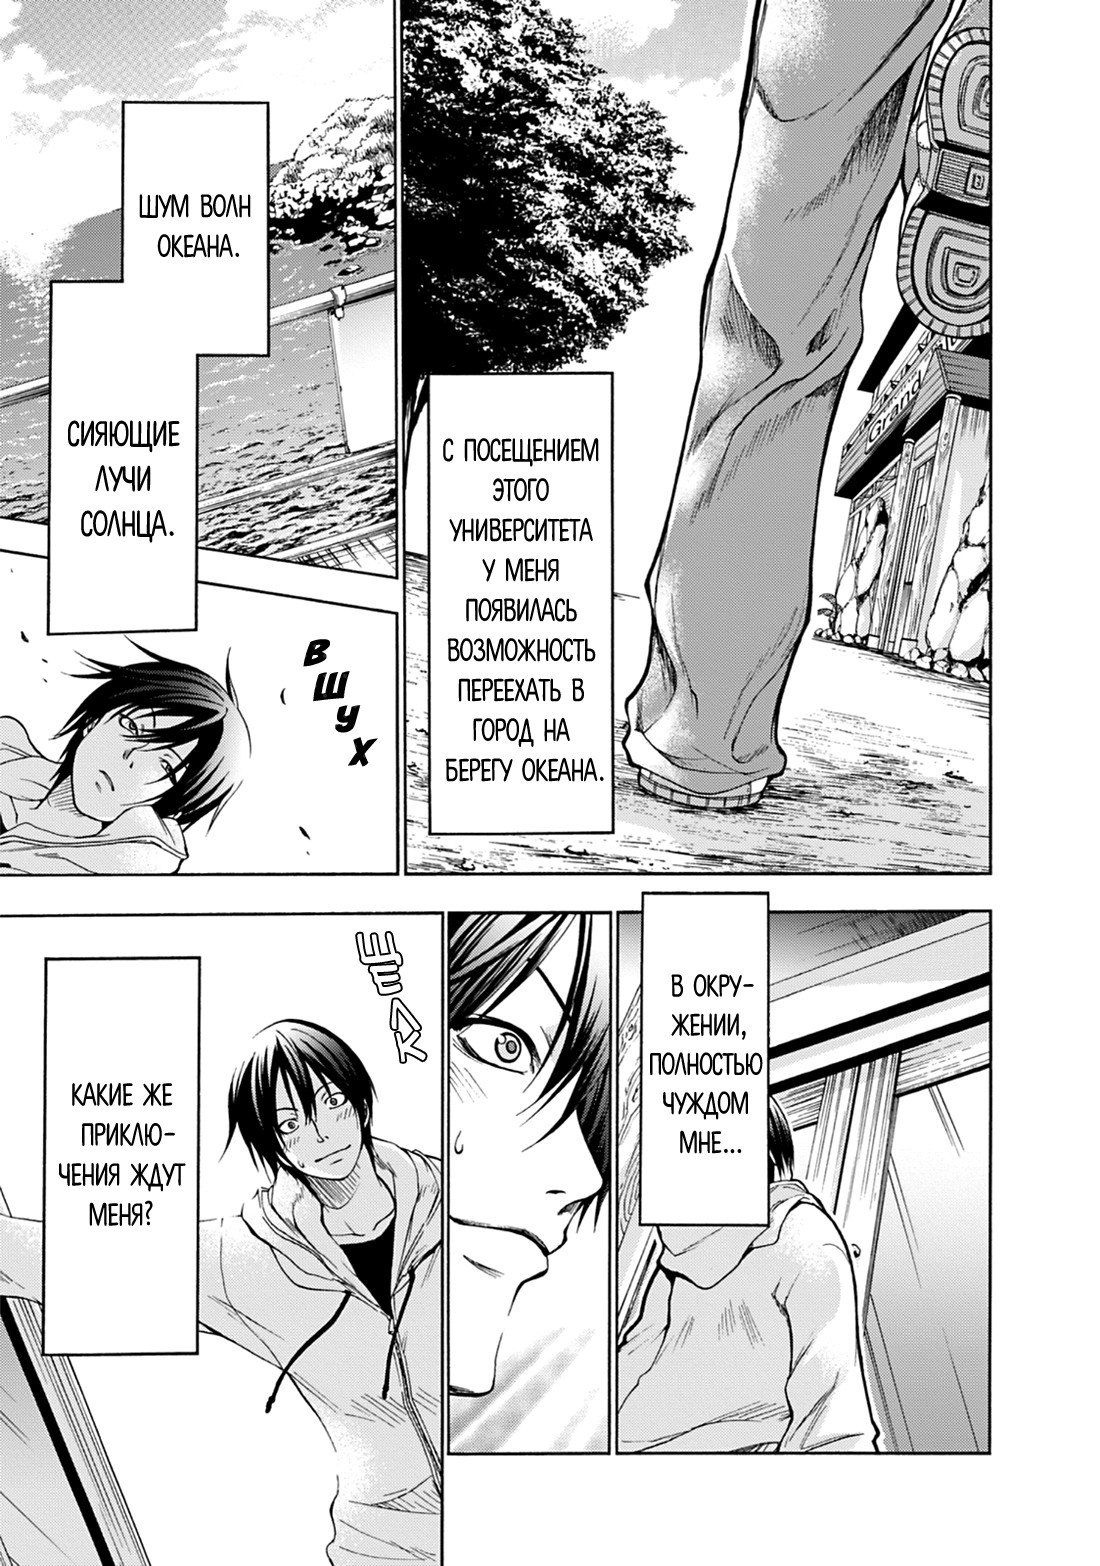 С ПОСЕЩЕНИЕМ
ЭТОГО
УНИВЕРСИТЕТА
У МЕНЯ
ПОЯВИЛАСЬ
ВОЗМОЖНОСТЬ
ПЕРЕЕХАТЬ В
ГОРОД НА
БЕРЕГУ ОКЕАНА.
Grand
ШУМ ВОЛН
ОКЕАНА.
СИЯЮЩИЕ
ЛУЧИ
СОЛНЦА.
ВШУХ
В ОКРУ-
ЖЕНИИ,
ПОЛНОСТЬЮ
ЧУЖДОМ
МНЕ...
КЛЕЩ
КАКИЕ ЖЕ
ПРИКЛЮ-
ЧЕНИЯ ЖДУТ
МЕНЯ?